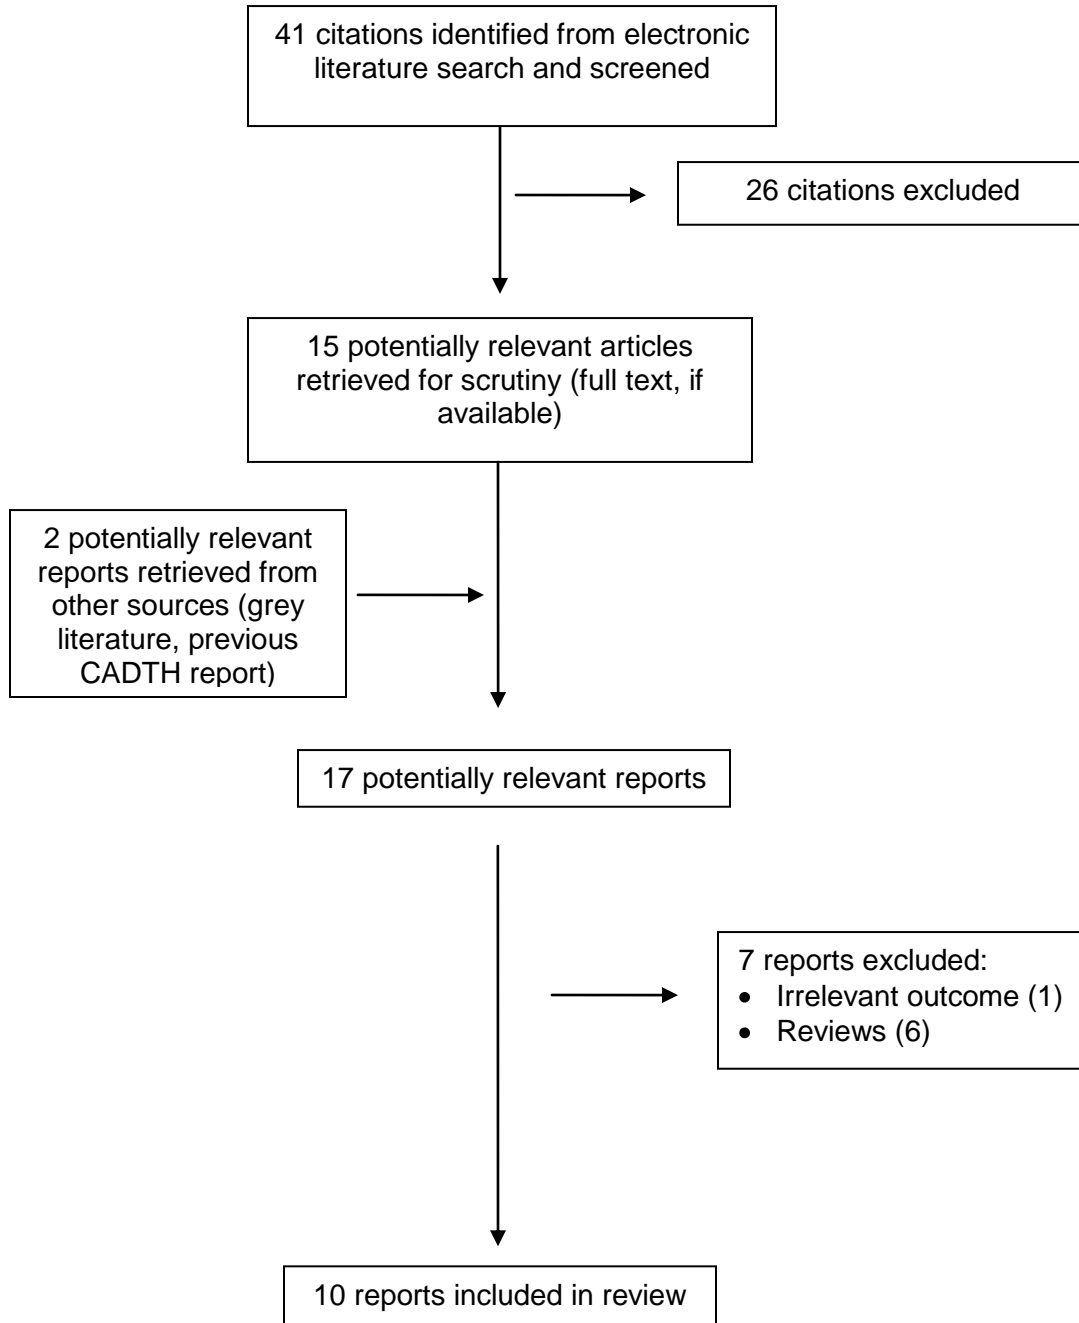 41 citations identified from electronic
literature search and screened
26 citations excluded
15 potentially relevant articles
retrieved for scrutiny (full text, if
available)
2 potentially relevant
reports retrieved from
other sources (grey
literature, previous
CADTH report)
17 potentially relevant reports
7 reports excluded:
• Irrelevant outcome (1)
• Reviews (6)
10 reports included in review